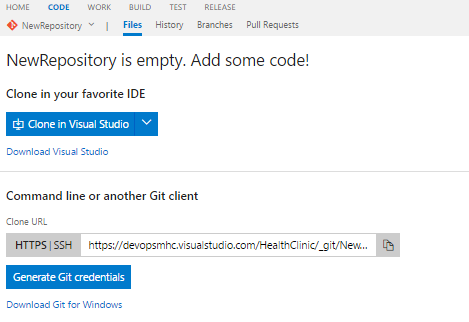 HOME CODE WORK BUILD TEST RELEASE
NewRepository | Files History Branches Pull Requests
NewRepository is empty. Add some code!
Clone in your favorite IDE
Clone in Visual Studio
Download Visual Studio
Command line or another Git client
Clone URL
HTTPS | SSH https://devopsmhc.visualstudio.com/HealthClinic/_git/New...
Generate Git credentials
Download Git for Windows